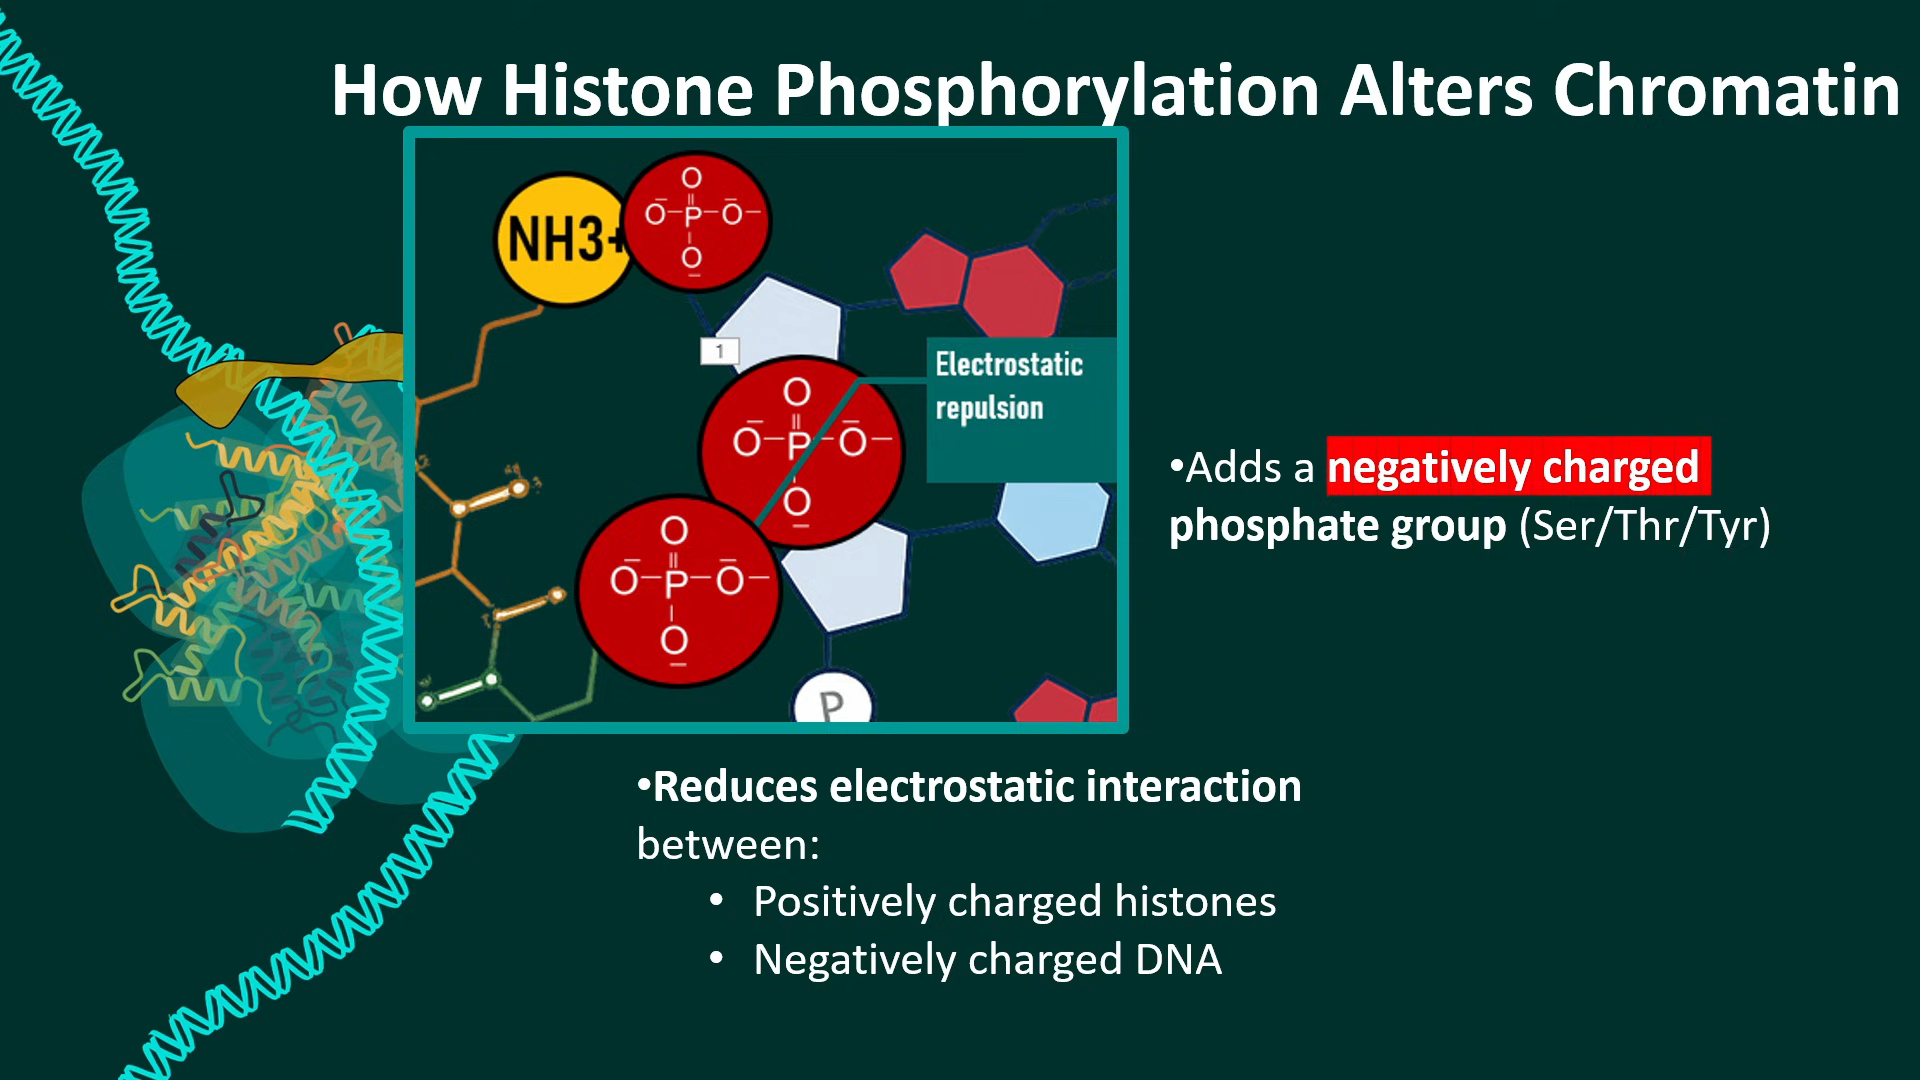 How Histone Phosphorylation Alters Chromatin
NH3+
O
O–P–O–
O
1
Electrostatic
repulsion
O
O–P–O–
O
O
O–P–O–
O
P
•Adds a negatively charged
phosphate group (Ser/Thr/Tyr)
•Reduces electrostatic interaction
between:
• Positively charged histones
• Negatively charged DNA